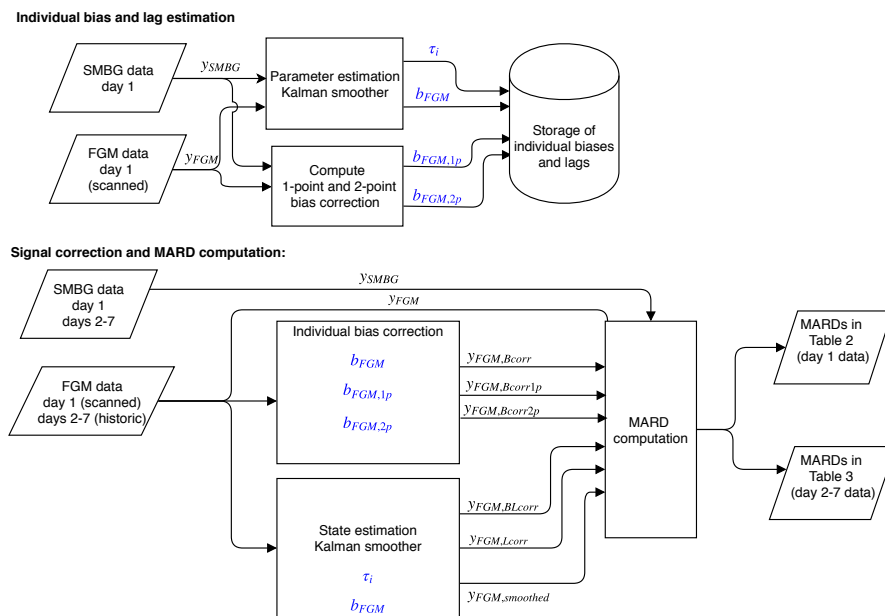 Individual bias and lag estimation
SMBG data
day 1
y_SMBG
Parameter estimation
Kalman smoother
τ_i
b_FGM
Storage of
individual biases
and lags
FGM data
day 1
(scanned)
y_FGM
Compute
1-point and 2-point
bias correction
b_FGM,1p
b_FGM,2p
Signal correction and MARD computation:
SMBG data
day 1
days 2-7
y_SMBG
y_FGM
FGM data
day 1 (scanned)
days 2-7 (historic)
Individual bias correction
b_FGM
b_FGM,1p
b_FGM,2p
y_FGM,Bcorr
y_FGM,Bcorr1p
y_FGM,Bcorr2p
State estimation
Kalman smoother
τ_i
b_FGM
y_FGM,BLcorr
y_FGM,Lcorr
y_FGM,smoothed
MARD
computation
MARDs in
Table 2
(day 1 data)
MARDs in
Table 3
(day 2-7 data)